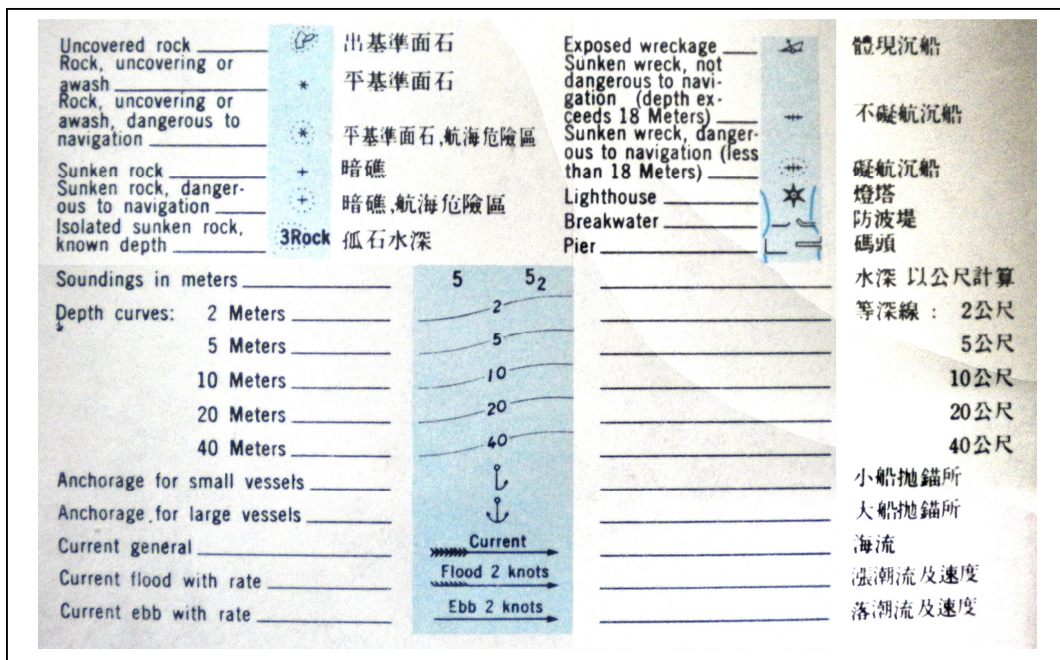 Uncovered rock 出基準面石
Rock, uncovering or
awash 平基準面石
Rock, uncovering or
awash, dangerous to
navigation 平基準面石,航海危險區
Sunken rock 暗礁
Sunken rock, danger-
ous to navigation 暗礁,航海危險區
Isolated sunken rock,
known depth 3Rock 孤石水深
Exposed wreckage 體現沉船
Sunken wreck, not
dangerous to navi-
gation (depth ex-
ceeds 18 Meters) 不礙航沉船
Sunken wreck, danger-
ous to navigation (less
than 18 Meters) 礙航沉船
Lighthouse 燈塔
Breakwater 防波堤
Pier 碼頭
Soundings in meters 5 5₂ 水深 以公尺計算
Depth curves: 2 Meters 2 等深線 : 2公尺
5 Meters 5 5公尺
10 Meters 10 10公尺
20 Meters 20 20公尺
40 Meters 40 40公尺
Anchorage for small vessels 小船拋錨所
Anchorage for large vessels 大船拋錨所
Current general Current 海流
Current flood with rate Flood 2 knots 漲潮流及速度
Current ebb with rate Ebb 2 knots 落潮流及速度